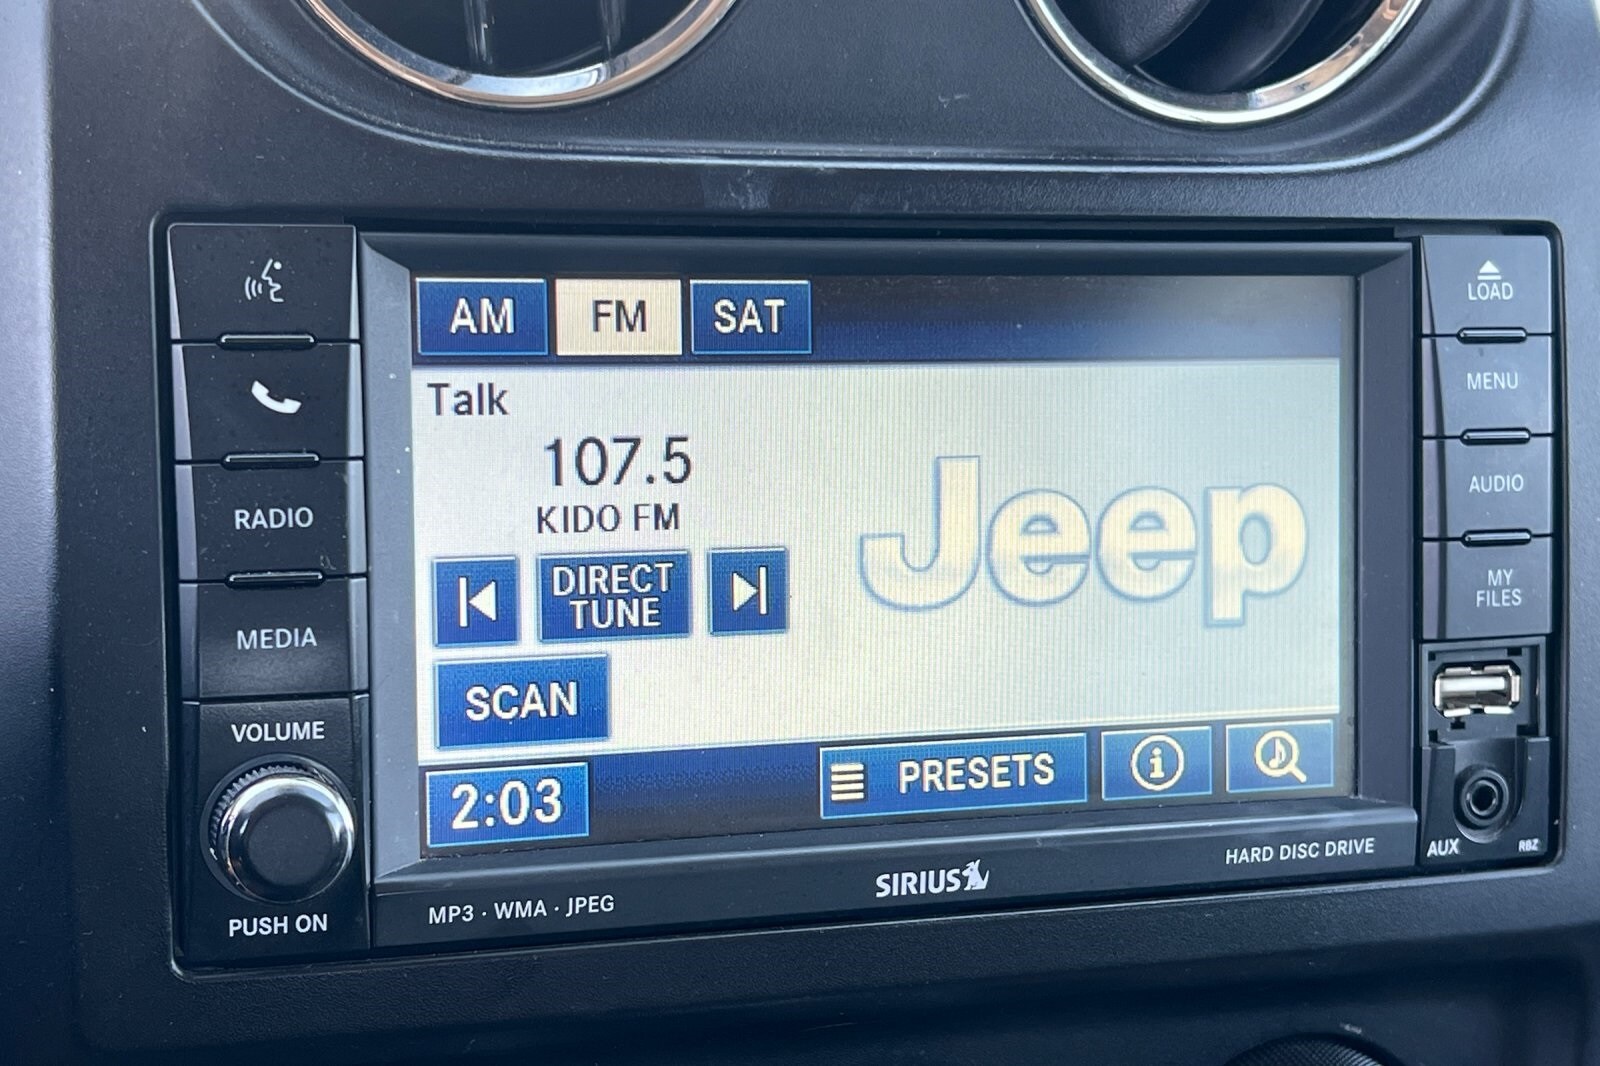 AM FM SAT
Talk
107.5
KIDO FM
DIRECT
TUNE
SCAN
2:03
PRESETS
i
Jeep
RADIO
MEDIA
VOLUME
PUSH ON
MP3 · WMA · JPEG
SIRIUS
HARD DISC DRIVE
LOAD
MENU
AUDIO
MY
FILES
AUX
RBZ